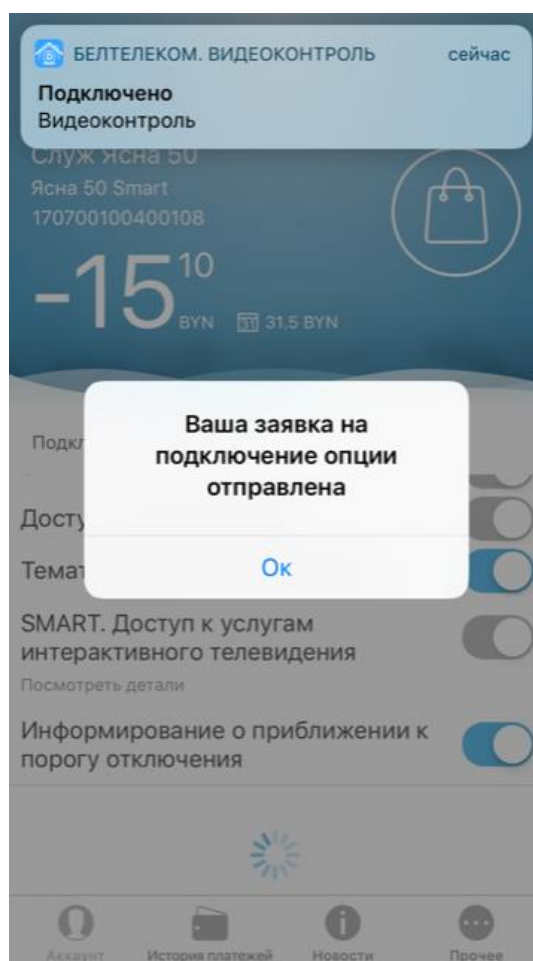 БЕЛТЕЛЕКОМ. ВИДЕОКОНТРОЛЬ сейчас
Подключено
Видеоконтроль
Служ Ясна 50
Ясна 50 Smart
170700100400108
-15 10
BYN 31 31.5 BYN
Ваша заявка на
подключение опции
отправлена
Ок
SMART. Доступ к услугам
интерактивного телевидения
Посмотреть детали
Информирование о приближении к
порогу отключения
Аккаунт История платежей Новости Прочее